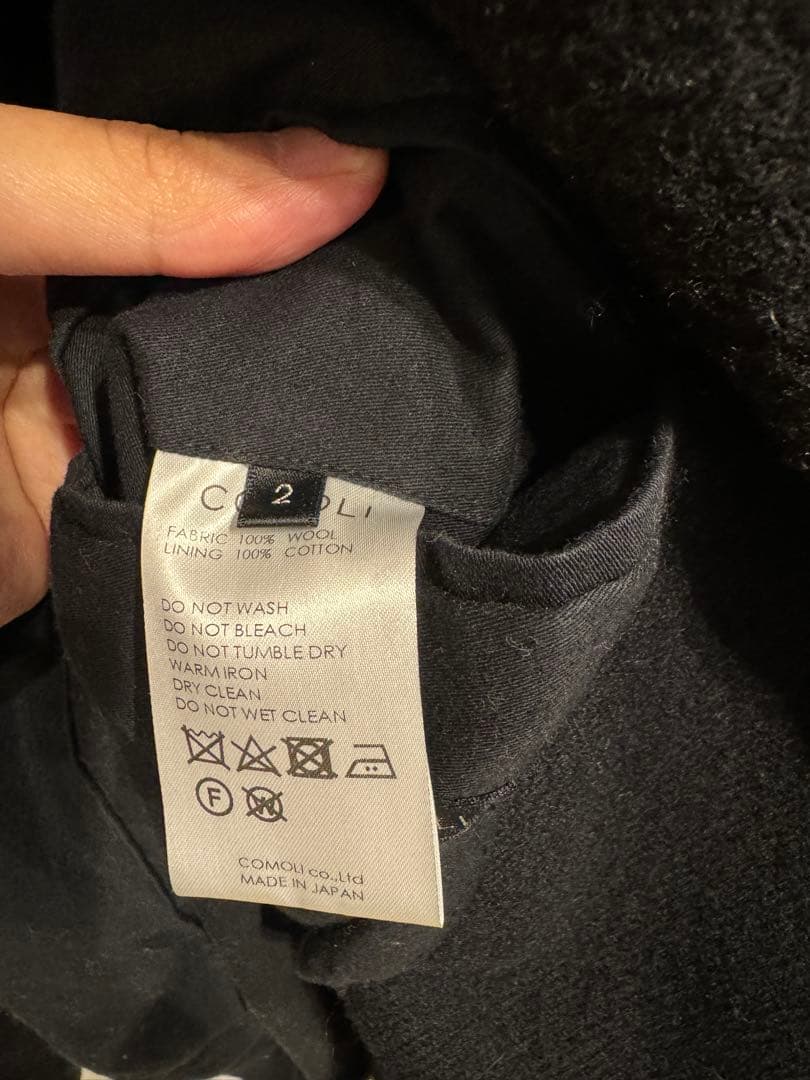 COMOLI
2
FABRIC 100% WOOL
LINING 100% COTTON
DO NOT WASH
DO NOT BLEACH
DO NOT TUMBLE DRY
WARM IRON
DRY CLEAN
DO NOT WET CLEAN
F W
COMOLI co.,Ltd
MADE IN JAPAN